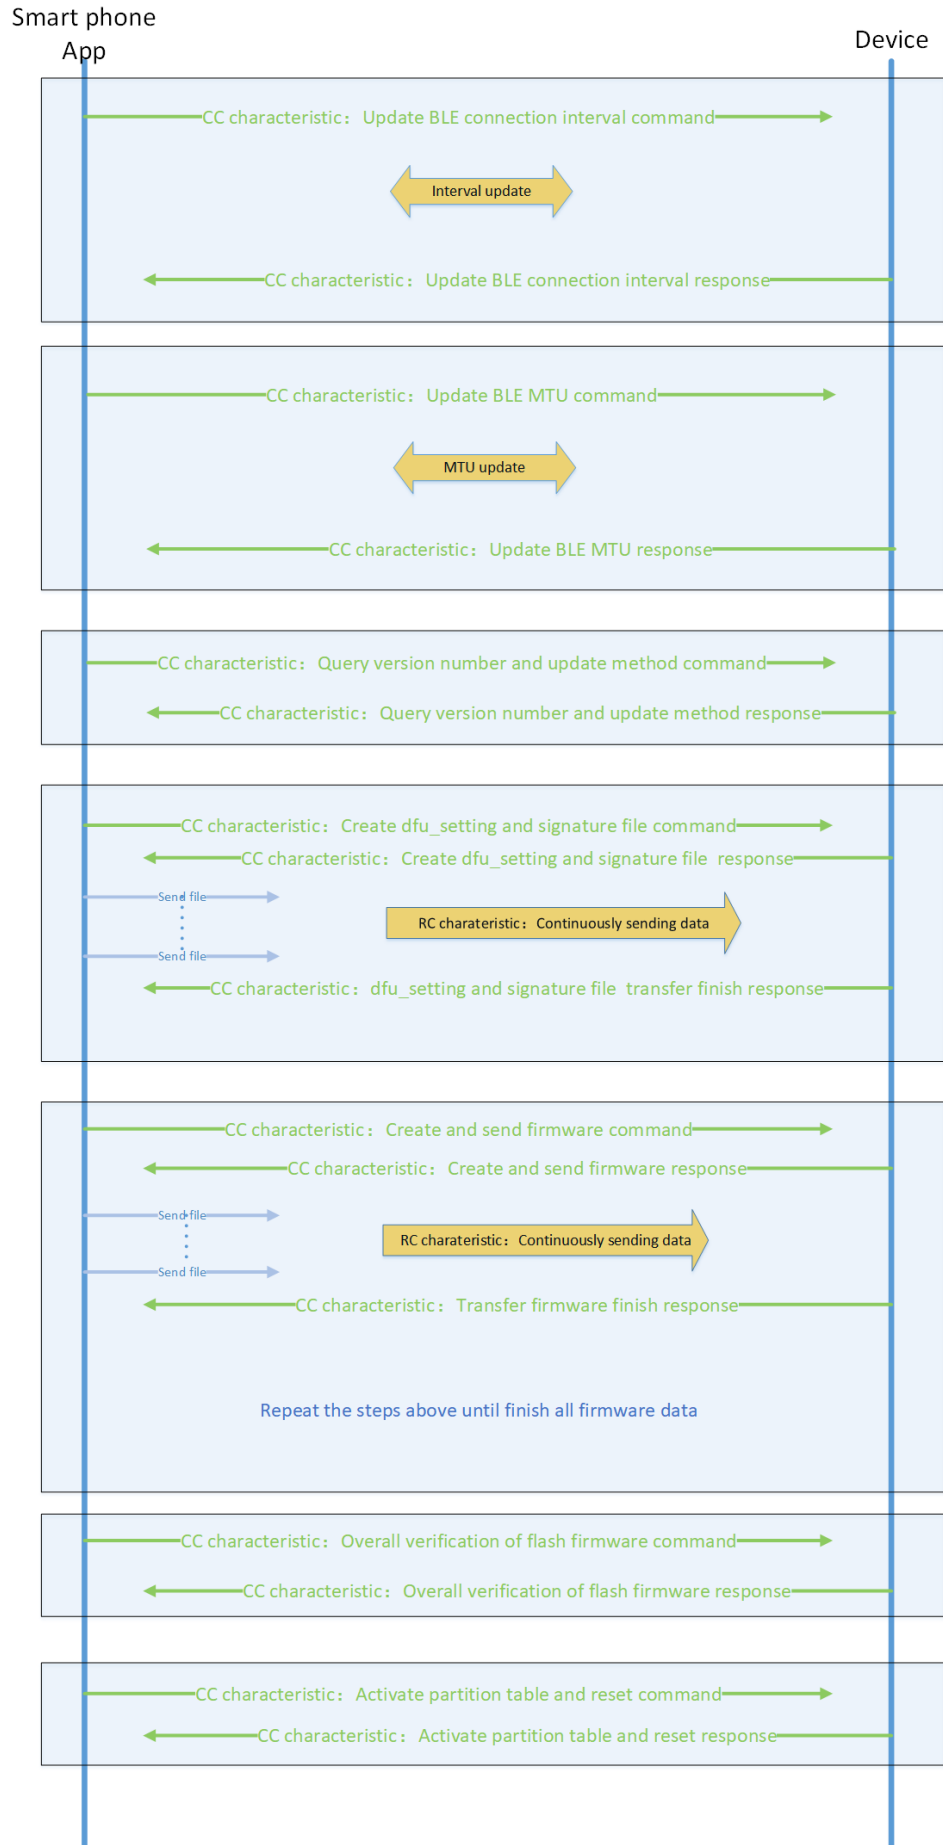 Smart phone
App
Device
CC characteristic：Update BLE connection interval command
Interval update
CC characteristic：Update BLE connection interval response
CC characteristic：Update BLE MTU command
MTU update
CC characteristic：Update BLE MTU response
CC characteristic：Query version number and update method command
CC characteristic：Query version number and update method response
CC characteristic：Create dfu_setting and signature file command
CC characteristic：Create dfu_setting and signature file response
Send file
RC charateristic：Continuously sending data
Send file
CC characteristic：dfu_setting and signature file transfer finish response
CC characteristic：Create and send firmware command
CC characteristic：Create and send firmware response
Send file
RC charateristic：Continuously sending data
Send file
CC characteristic：Transfer firmware finish response
Repeat the steps above until finish all firmware data
CC characteristic：Overall verification of flash firmware command
CC characteristic：Overall verification of flash firmware response
CC characteristic：Activate partition table and reset command
CC characteristic：Activate partition table and reset response